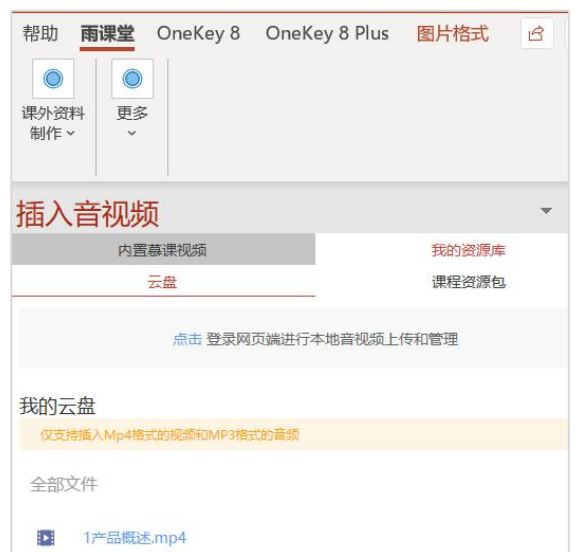 帮助 雨课堂 OneKey 8 OneKey 8 Plus 图片格式
课外资料 更多
制作
插入音视频
内置慕课视频 我的资源库
云盘 课程资源包
点击 登录网页端进行本地音视频上传和管理
我的云盘
仅支持插入Mp4格式的视频和MP3格式的音频
全部文件
1产品概述.mp4